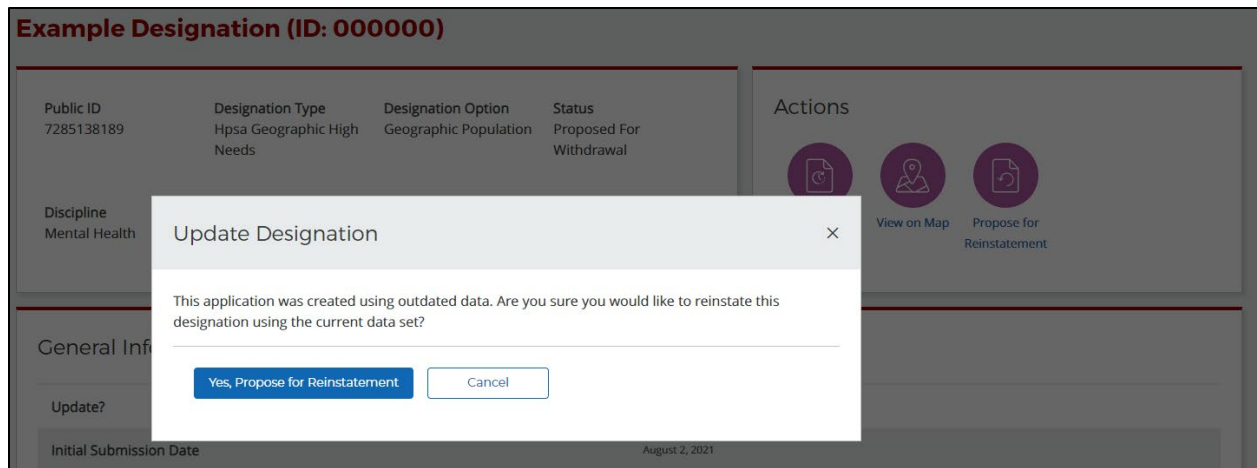 Example Designation (ID: 000000)
Public ID
7285138189
Designation Type
Hpsa Geographic High
Needs
Designation Option
Geographic Population
Status
Proposed For
Withdrawal
Discipline
Mental Health
Actions
View on Map
Propose for
Reinstatement
Update Designation
This application was created using outdated data. Are you sure you would like to reinstate this
designation using the current data set?
Yes, Propose for Reinstatement
Cancel
General Inf
Update?
Initial Submission Date
August 2, 2021